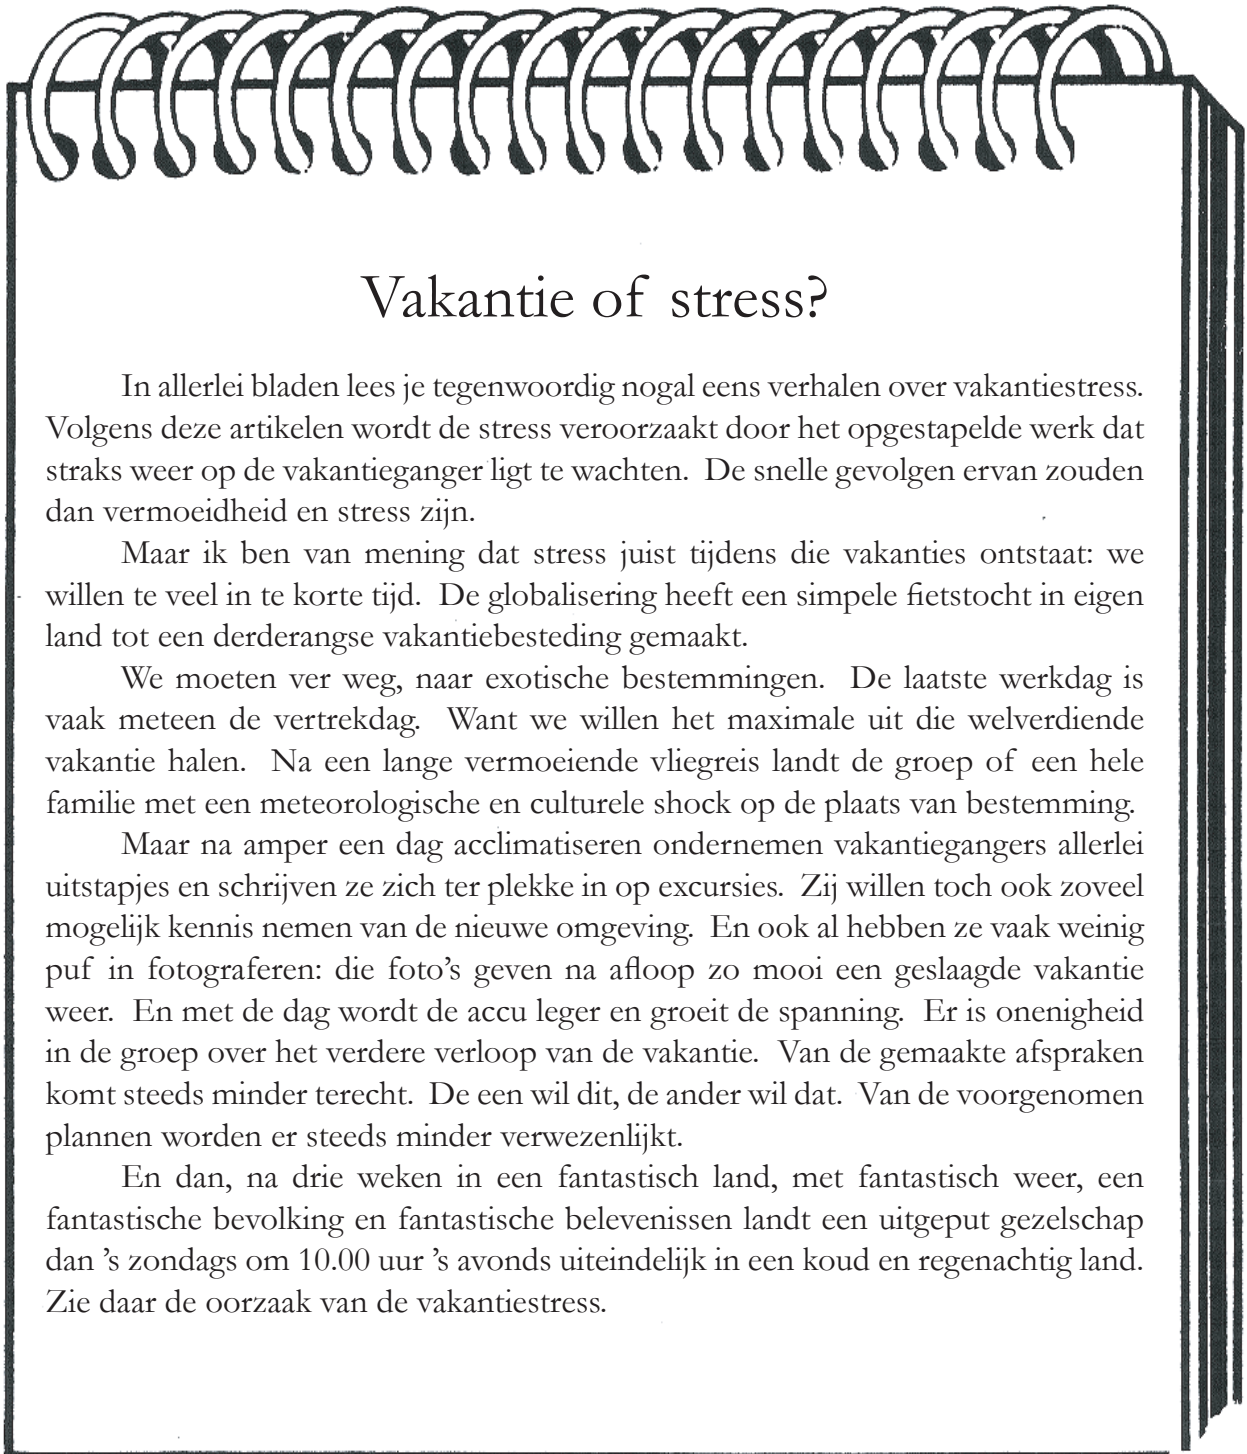 Vakantie of stress?
In allerlei bladen lees je tegenwoordig nogal eens verhalen over vakantiestress.
Volgens deze artikelen wordt de stress veroorzaakt door het opgestapelde werk dat
straks weer op de vakantieganger ligt te wachten. De snelle gevolgen ervan zouden
dan vermoeidheid en stress zijn.
Maar ik ben van mening dat stress juist tijdens die vakanties ontstaat: we
willen te veel in te korte tijd. De globalisering heeft een simpele fietstocht in eigen
land tot een derderangse vakantiebesteding gemaakt.
We moeten ver weg, naar exotische bestemmingen. De laatste werkdag is
vaak meteen de vertrekdag. Want we willen het maximale uit die welverdiende
vakantie halen. Na een lange vermoeiende vliegreis landt de groep of een hele
familie met een meteorologische en culturele shock op de plaats van bestemming.
Maar na amper een dag acclimatiseren ondernemen vakantiegangers allerlei
uitstapjes en schrijven ze zich ter plekke in op excursies. Zij willen toch ook zoveel
mogelijk kennis nemen van de nieuwe omgeving. En ook al hebben ze vaak weinig
puf in fotograferen: die foto's geven na afloop zo mooi een geslaagde vakantie
weer. En met de dag wordt de accu leger en groeit de spanning. Er is onenigheid
in de groep over het verdere verloop van de vakantie. Van de gemaakte afspraken
komt steeds minder terecht. De een wil dit, de ander wil dat. Van de voorgenomen
plannen worden er steeds minder verwezenlijkt.
En dan, na drie weken in een fantastisch land, met fantastisch weer, een
fantastische bevolking en fantastische belevenissen landt een uitgeput gezelschap
dan 's zondags om 10.00 uur 's avonds uiteindelijk in een koud en regenachtig land.
Zie daar de oorzaak van de vakantiestress.